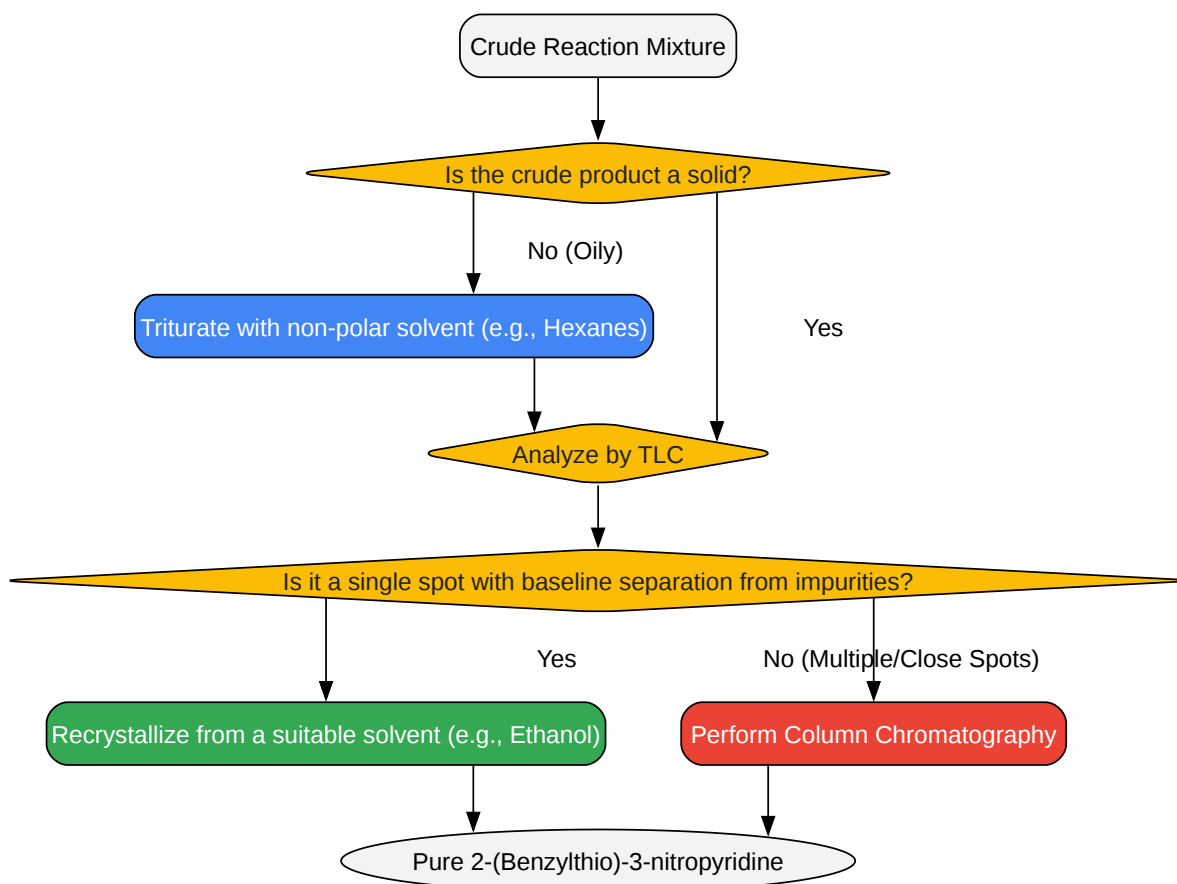 Crude Reaction Mixture
Is the crude product a solid?
No (Oily)
Triturate with non-polar solvent (e.g., Hexanes)
Yes
Analyze by TLC
Is it a single spot with baseline separation from impurities?
Yes
No (Multiple/Close Spots)
Recrystallize from a suitable solvent (e.g., Ethanol)
Perform Column Chromatography
Pure 2-(Benzylthio)-3-nitropyridine